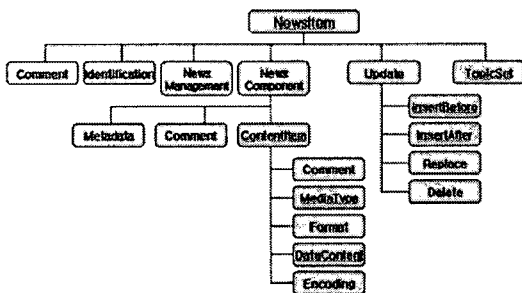 NewsItem
Comment
Identification
News
Management
News
Component
Update
TopicSet
Metadata
Comment
ContentItem
InsertBefore
InsertAfter
Replace
Delete
Comment
MediaType
Format
DataContent
Encoding